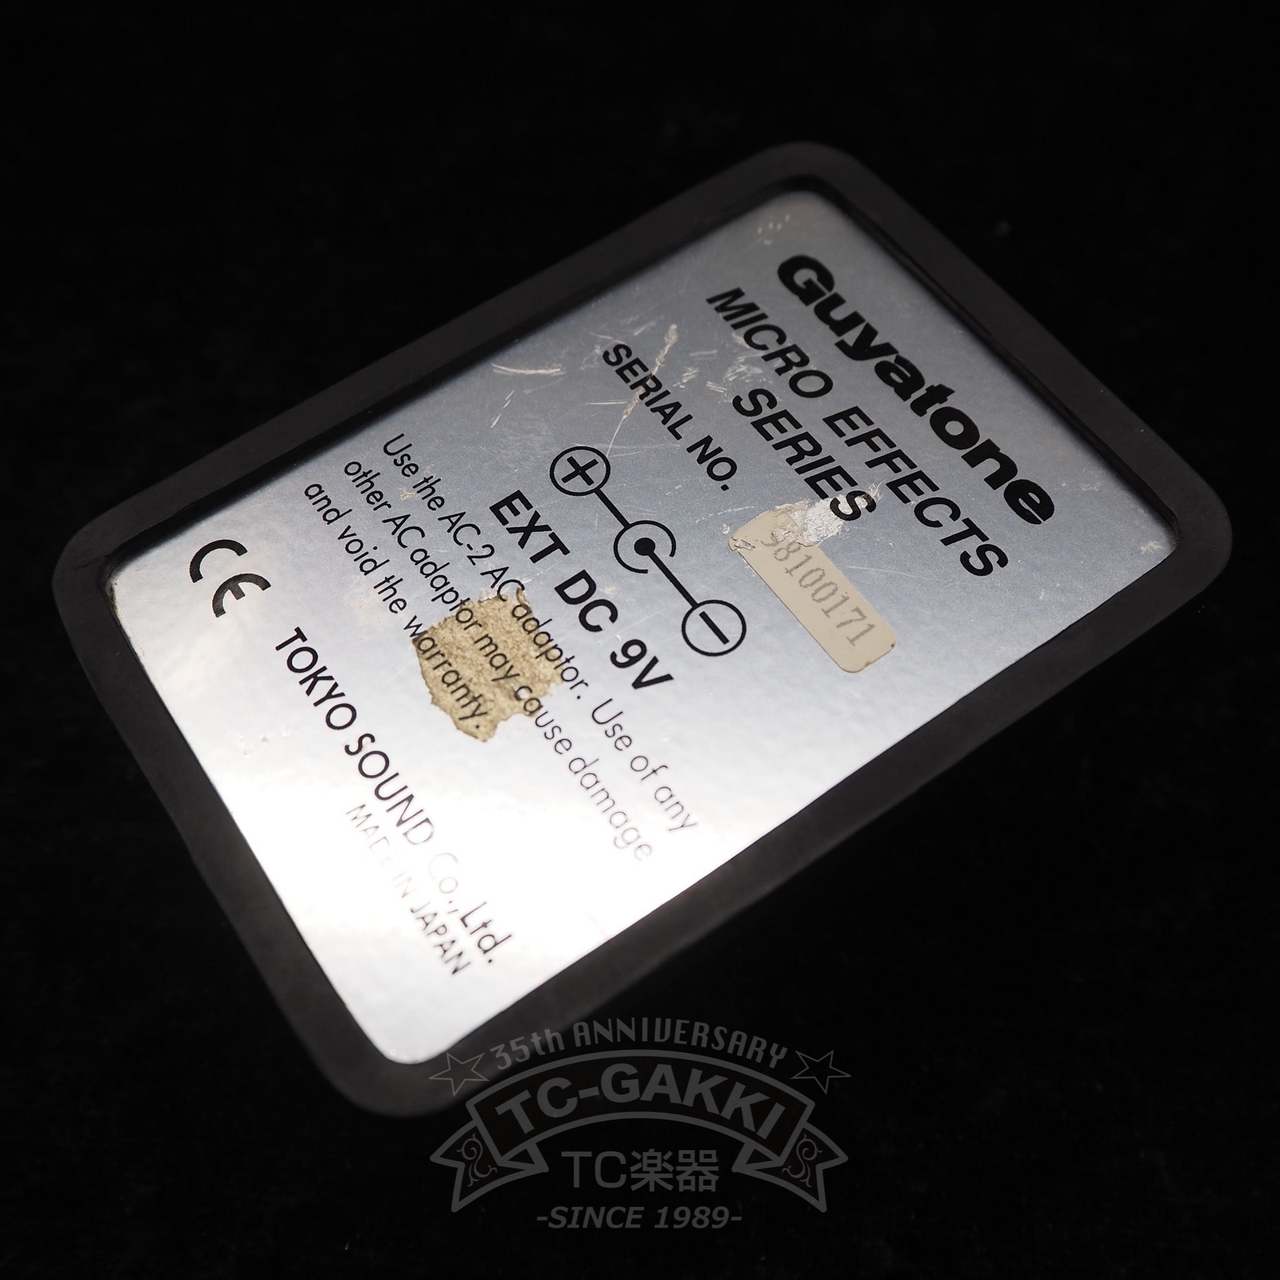 Guyatone
MICRO EFFECTS
SERIES
SERIAL NO.
98100171
EXT DC 9V
Use the AC-2 AC adaptor. Use of any
other AC adaptor may cause damage
and void the warranty.
CE
TOKYO SOUND Co., Ltd.
MADE IN JAPAN
35th ANNIVERSARY
TC-GAKKI
TC楽器
-SINCE 1989-